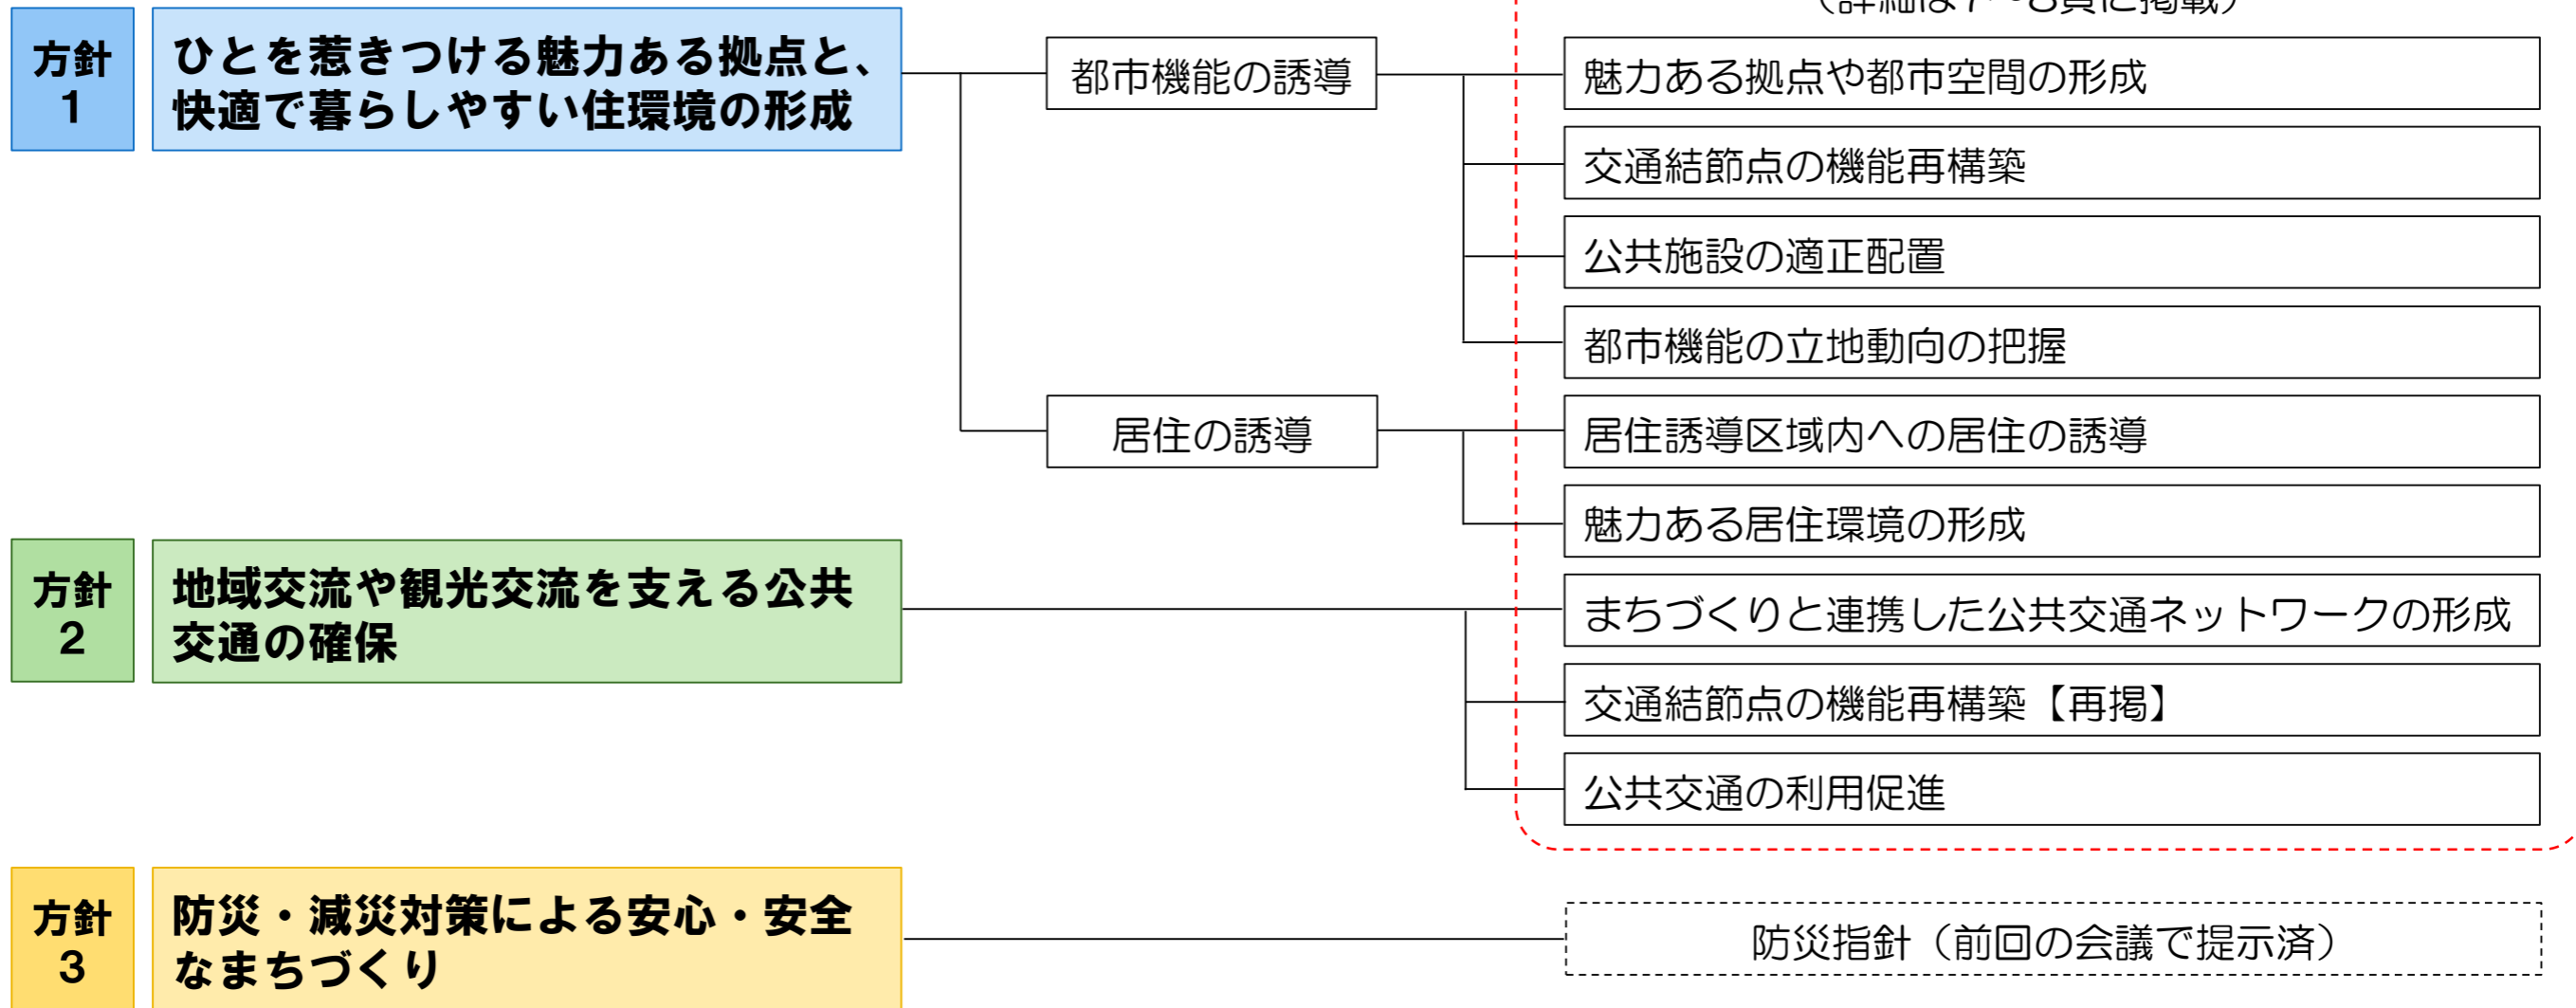 （詳細は7～8頁に掲載）
方針
1
ひとを惹きつける魅力ある拠点と、
快適で暮らしやすい住環境の形成
都市機能の誘導
魅力ある拠点や都市空間の形成
交通結節点の機能再構築
公共施設の適正配置
都市機能の立地動向の把握
居住の誘導
居住誘導区域内への居住の誘導
魅力ある居住環境の形成
方針
2
地域交流や観光交流を支える公共
交通の確保
まちづくりと連携した公共交通ネットワークの形成
交通結節点の機能再構築【再掲】
公共交通の利用促進
方針
3
防災・減災対策による安心・安全
なまちづくり
防災指針（前回の会議で提示済）